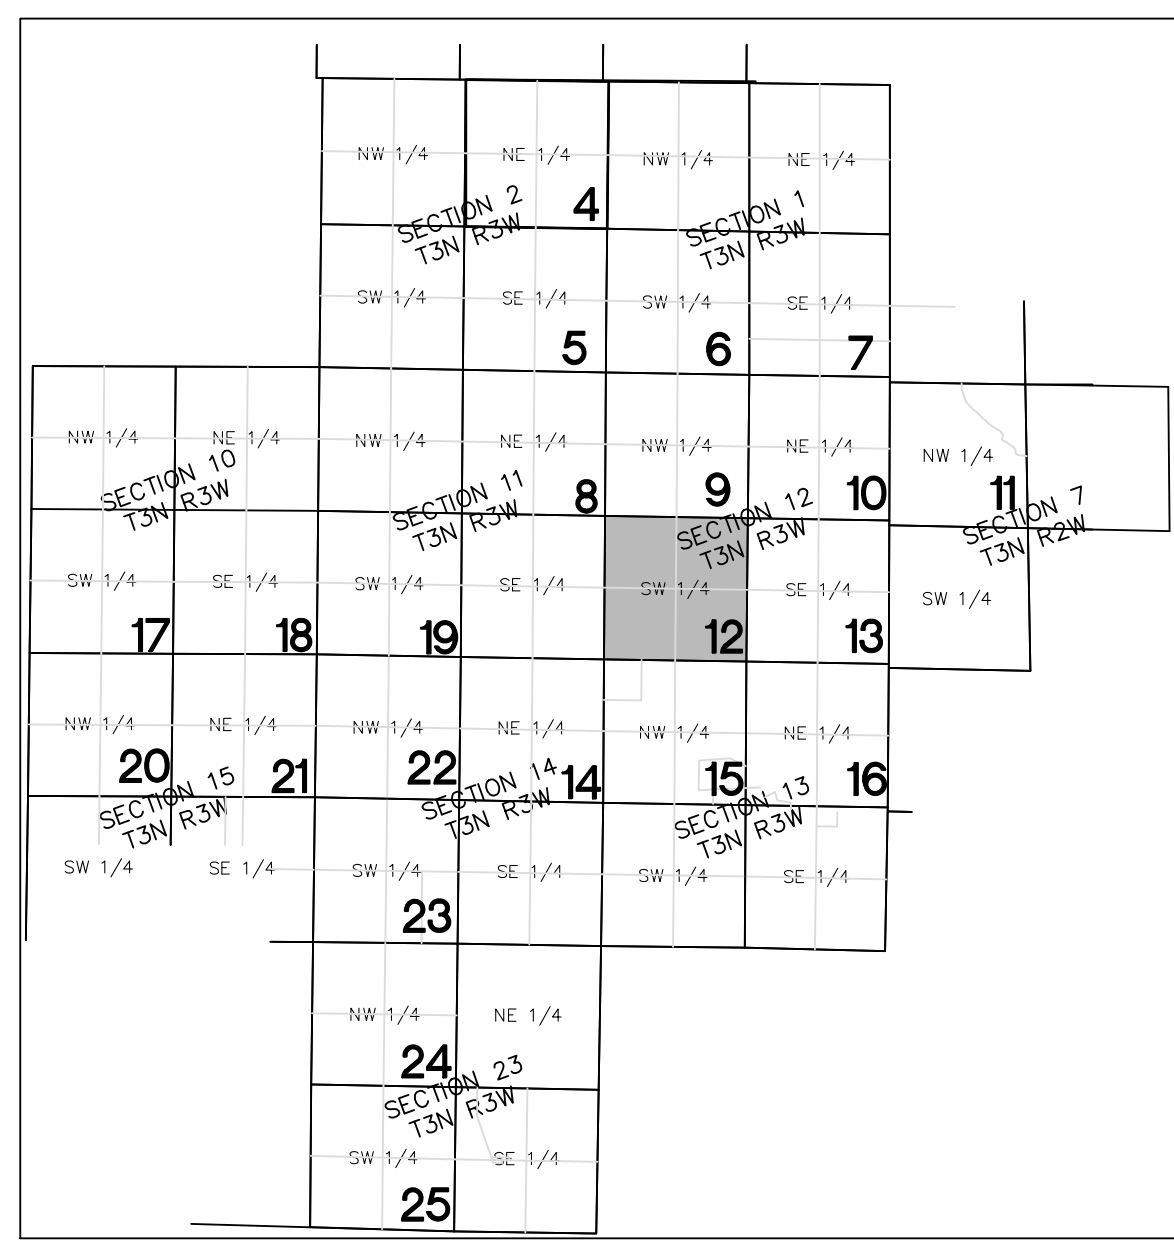 NW 1/4
NE 1/4
NW 1/4
NE 1/4
SECTION 2
T3N R3W
4
SECTION 1
T3N R3W
SW 1/4
SE 1/4
SW 1/4
SE 1/4
5
6
7
NW 1/4
NE 1/4
NW 1/4
NE 1/4
NW 1/4
NE 1/4
NW 1/4
SECTION 10
T3N R3W
SECTION 11
T3N R3W
8
9
SECTION 12
T3N R3W
10
11
SECTION 7
T3N R2W
SW 1/4
SE 1/4
SW 1/4
SE 1/4
SW 1/4
SE 1/4
SW 1/4
17
18
19
12
13
NW 1/4
NE 1/4
NW 1/4
NE 1/4
NW 1/4
NE 1/4
20
21
22
14
15
16
SECTION 15
T3N R3W
SECTION 14
T3N R3W
SECTION 13
T3N R3W
SW 1/4
SE 1/4
SW 1/4
SE 1/4
SW 1/4
SE 1/4
23
NW 1/4
NE 1/4
24
SECTION 23
T3N R3W
SW 1/4
SE 1/4
25